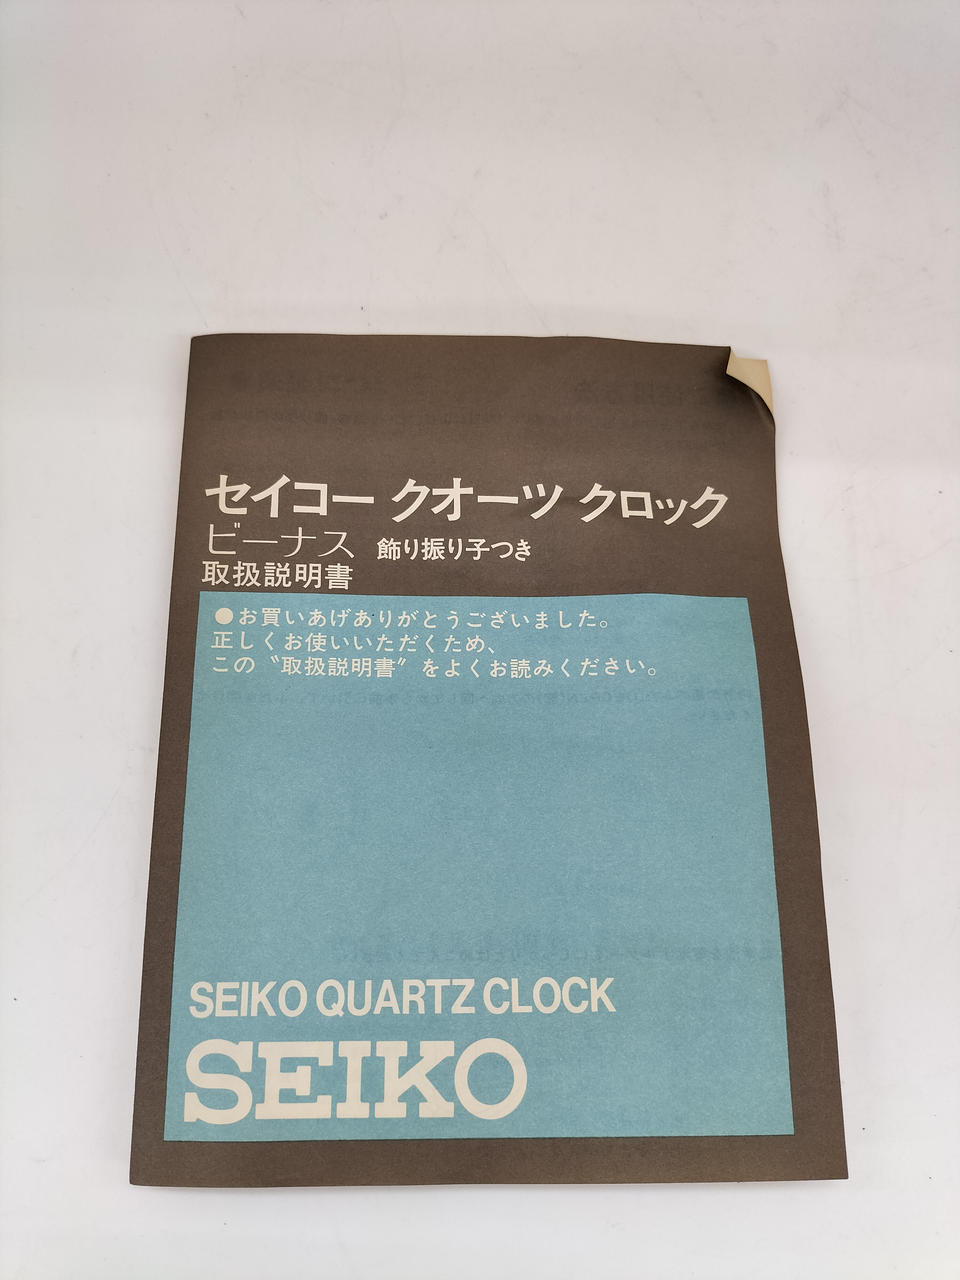 セイコー クオーツ クロック
ビーナス 飾り振り子つき
取扱説明書
●お買いあげありがとうございました。
正しくお使いいただくため、
この〝取扱説明書〞をよくお読みください。
SEIKO QUARTZ CLOCK
SEIKO